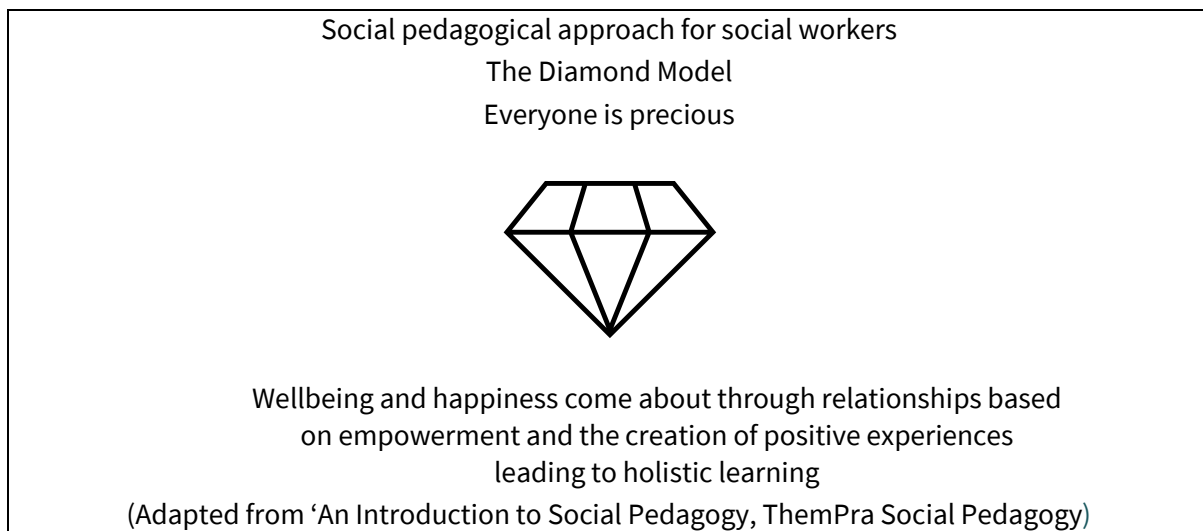 Social pedagogical approach for social workers
The Diamond Model
Everyone is precious
Wellbeing and happiness come about through relationships based
on empowerment and the creation of positive experiences
leading to holistic learning
(Adapted from ‘An Introduction to Social Pedagogy, ThemPra Social Pedagogy)